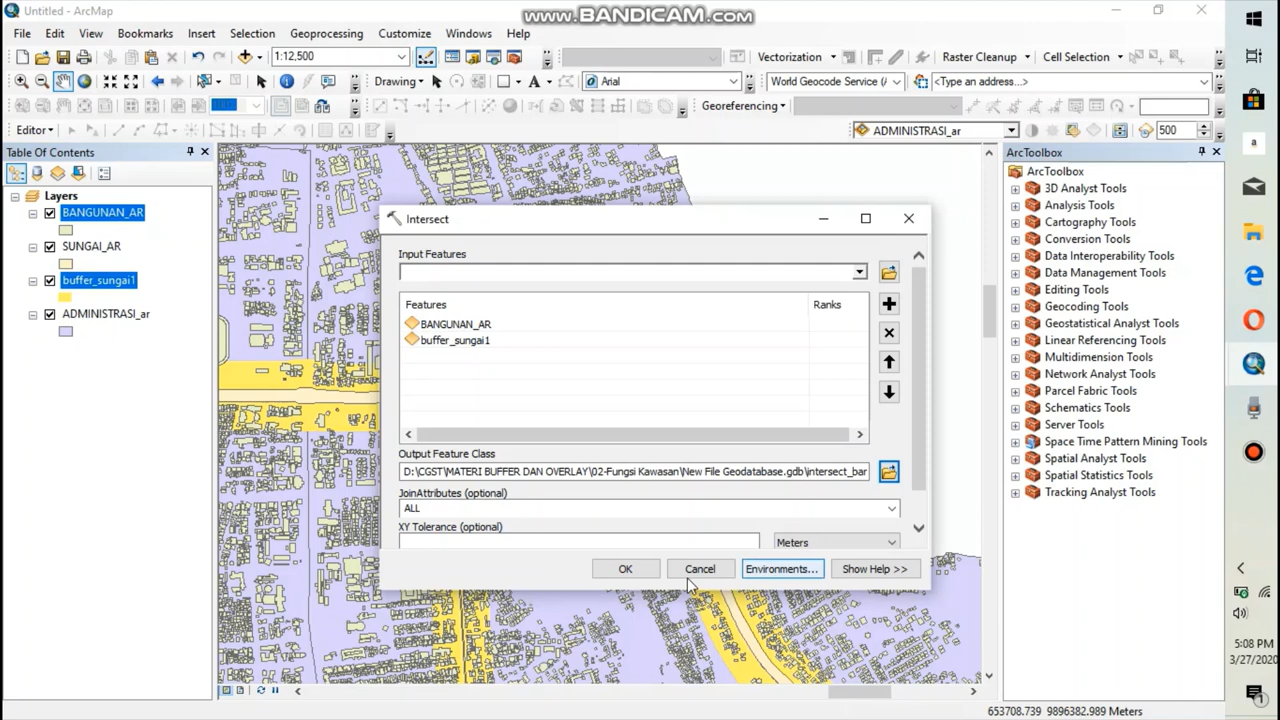 Untitled - ArcMap
www.BANDICAM.com
File Edit View Bookmarks Insert Selection Geoprocessing Customize Windows Help
1:12,500
Vectorization
Raster Cleanup
Cell Selection
Drawing
A
Arial
World Geocode Service (A
<Type an address...>
Georeferencing
Editor
ADMINISTRASI_ar
500
Table Of Contents
Layers
BANGUNAN_AR
SUNGAI_AR
buffer_sungai1
ADMINISTRASI_ar
Intersect
Input Features
Features
Ranks
BANGUNAN_AR
buffer_sungai1
Output Feature Class
D:\CGST\MATERI BUFFER DAN OVERLAY\02-Fungsi Kawasan\New File Geodatabase.gdb\intersect_bar
JoinAttributes (optional)
ALL
XY Tolerance (optional)
Meters
OK
Cancel
Environments...
Show Help >>
ArcToolbox
ArcToolbox
3D Analyst Tools
Analysis Tools
Cartography Tools
Conversion Tools
Data Interoperability Tools
Data Management Tools
Editing Tools
Geocoding Tools
Geostatistical Analyst Tools
Linear Referencing Tools
Multidimension Tools
Network Analyst Tools
Parcel Fabric Tools
Schematics Tools
Server Tools
Space Time Pattern Mining Tools
Spatial Analyst Tools
Spatial Statistics Tools
Tracking Analyst Tools
653708.739 9896382.989 Meters
a
5:08 PM
3/27/2020
1